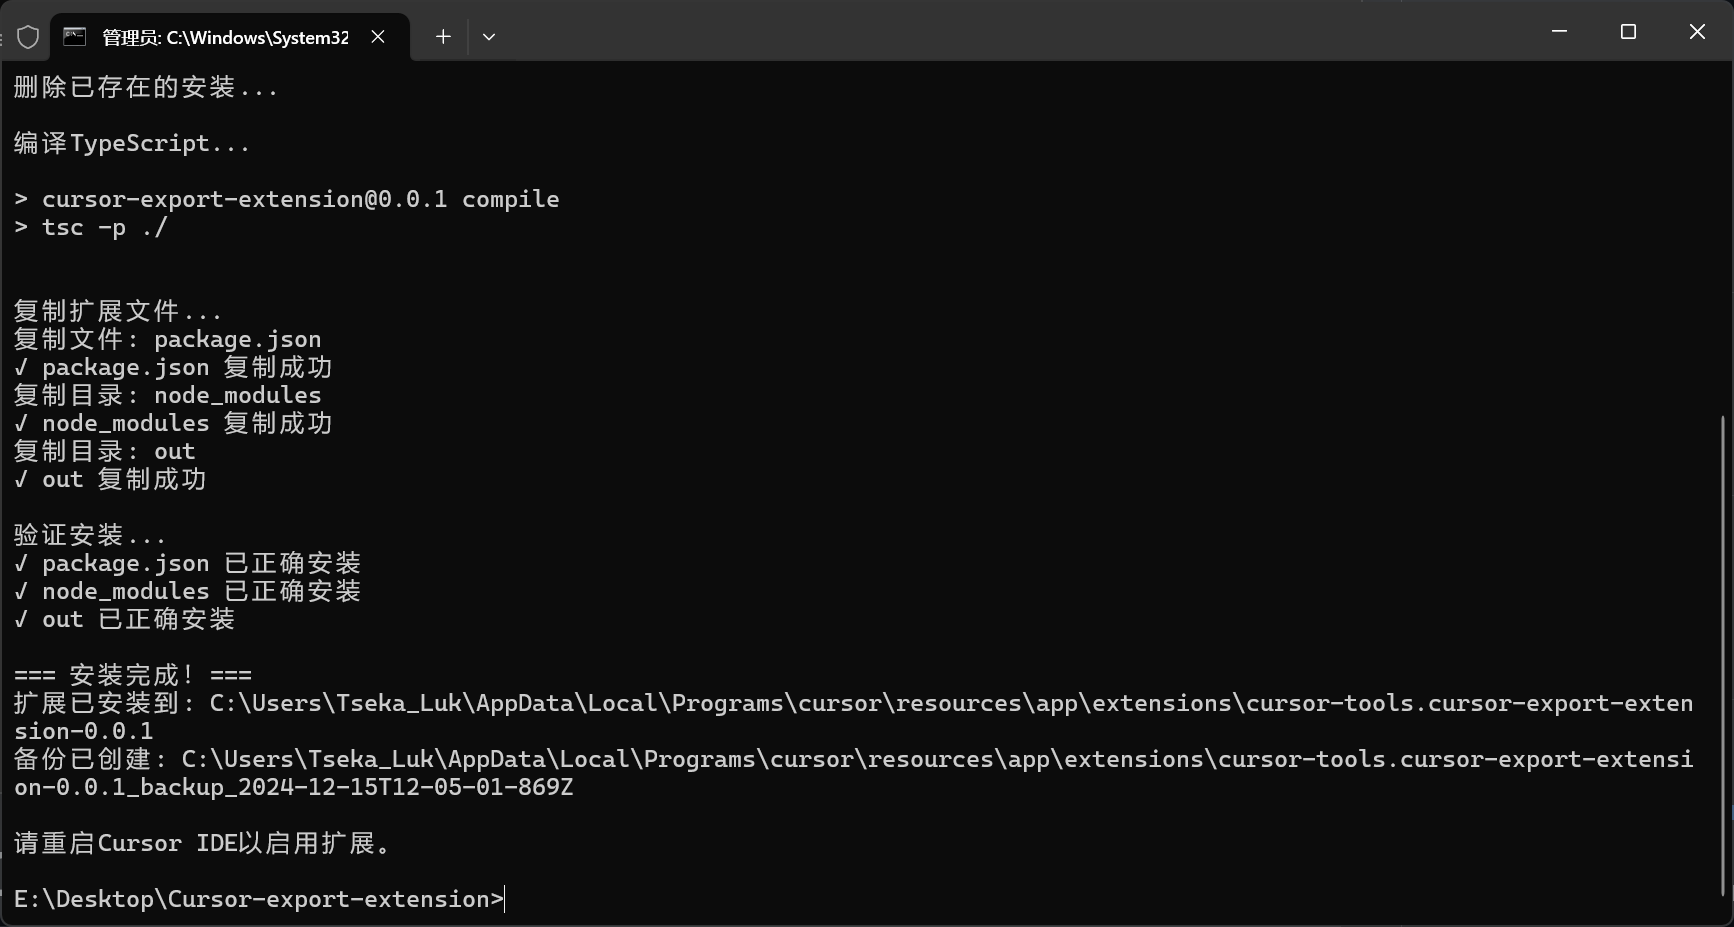 管理员: C:\Windows\System32
删除已存在的安装...
编译TypeScript...
> cursor-export-extension@0.0.1 compile
> tsc -p ./
复制扩展文件...
复制文件: package.json
√ package.json 复制成功
复制目录: node_modules
√ node_modules 复制成功
复制目录: out
√ out 复制成功
验证安装...
√ package.json 已正确安装
√ node_modules 已正确安装
√ out 已正确安装
=== 安装完成! ===
扩展已安装到: C:\Users\Tseka_Luk\AppData\Local\Programs\cursor\resources\app\extensions\cursor-tools.cursor-export-exten
sion-0.0.1
备份已创建: C:\Users\Tseka_Luk\AppData\Local\Programs\cursor\resources\app\extensions\cursor-tools.cursor-export-extensi
on-0.0.1_backup_2024-12-15T12-05-01-869Z
请重启Cursor IDE以启用扩展。
E:\Desktop\Cursor-export-extension>